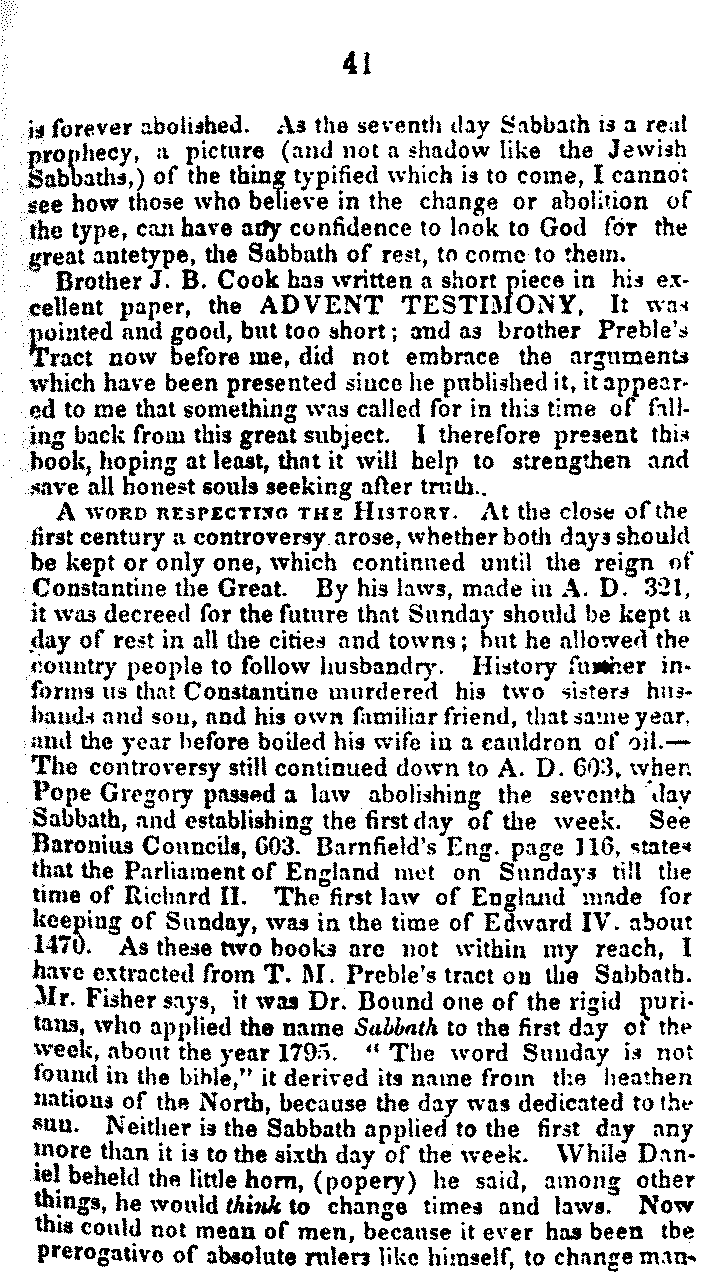 41
is forever abolished. As the seventh day Sabbath is a real
prophecy, a picture (and not a shadow like the Jewish
Sabbaths,) of the thing typified which is to come, I cannot
see how those who believe in the change or abolition of
the type, can have any confidence to look to God for the
great antetype, the Sabbath of rest, to come to them.
Brother J. B. Cook has written a short piece in his ex-
cellent paper, the ADVENT TESTIMONY, It was
pointed and good, but too short; and as brother Preble's
Tract now before me, did not embrace the arguments
which have been presented since he published it, it appear-
ed to me that something was called for in this time of fall-
ing back from this great subject. I therefore present this
book, hoping at least, that it will help to strengthen and
save all honest souls seeking after truth..
A WORD RESPECTING THE HISTORY. At the close of the
first century a controversy arose, whether both days should
be kept or only one, which continued until the reign of
Constantine the Great. By his laws, made in A. D. 321,
it was decreed for the future that Sunday should be kept a
day of rest in all the cities and towns; but he allowed the
country people to follow husbandry. History further in-
forms us that Constantine murdered his two sisters hus-
bands and son, and his own familiar friend, that same year,
and the year before boiled his wife in a cauldron of oil.—
The controversy still continued down to A. D. 603, when
Pope Gregory passed a law abolishing the seventh day
Sabbath, and establishing the first day of the week. See
Baronius Councils, 603. Barnfield's Eng. page 116, states
that the Parliament of England met on Sundays till the
time of Richard II. The first law of England made for
keeping of Sunday, was in the time of Edward IV. about
1470. As these two books are not within my reach, I
have extracted from T. M. Preble's tract on the Sabbath.
Mr. Fisher says, it was Dr. Bound one of the rigid puri-
tans, who applied the name Sabbath to the first day of the
week, about the year 1795. "The word Sunday is not
found in the bible," it derived its name from the heathen
nations of the North, because the day was dedicated to the
sun. Neither is the Sabbath applied to the first day any
more than it is to the sixth day of the week. While Dan-
iel beheld the little horn, (popery) he said, among other
things, he would think to change times and laws. Now
this could not mean of men, because it ever has been the
prerogative of absolute rulers like himself, to change man-